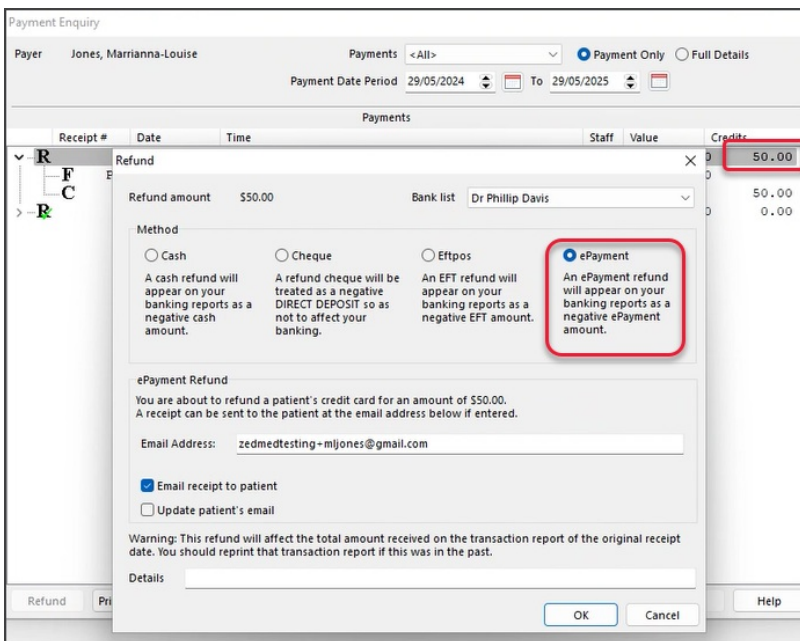 Payment Enquiry
Payer Jones, Marrianna-Louise Payments <All> Payment Only Full Details
Payment Date Period 29/05/2024 To 29/05/2025
Payments
Receipt # Date Time Staff Value Credits
R 50.00
F
C 50.00
R 0.00
Refund
Refund amount $50.00 Bank list Dr Phillip Davis
Method
Cash Cheque Eftpos ePayment
A cash refund will A refund cheque will be An EFT refund will An ePayment refund
appear on your treated as a negative appear on your will appear on your
banking reports as a DIRECT DEPOSIT so as banking reports as a banking reports as a
negative cash not to affect your negative EFT amount. negative ePayment
amount. banking. amount.
ePayment Refund
You are about to refund a patient's credit card for an amount of $50.00.
A receipt can be sent to the patient at the email address below if entered.
Email Address: zedmedtesting+mljones@gmail.com
Email receipt to patient
Update patient's email
Warning: This refund will affect the total amount received on the transaction report of the original receipt
date. You should reprint that transaction report if this was in the past.
Details
Refund Help
OK Cancel